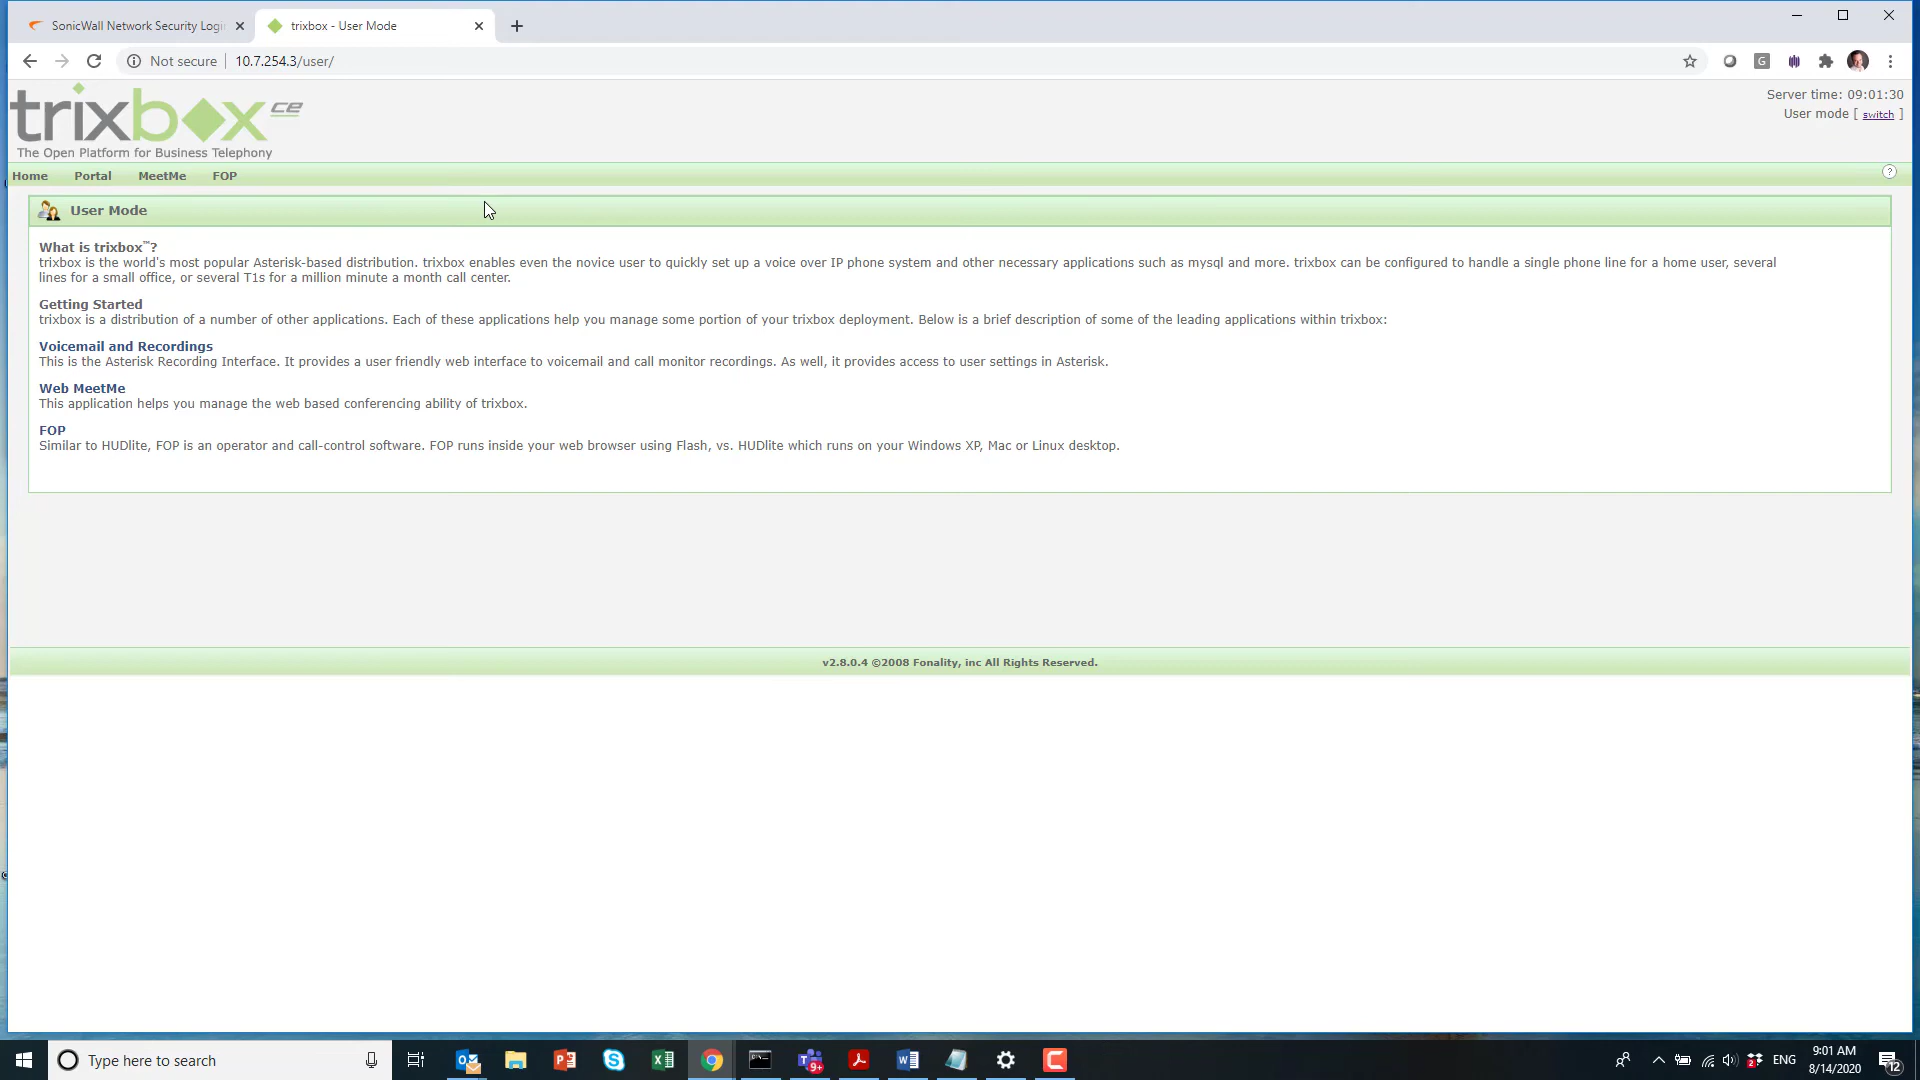 SonicWall Network Security Logi
trixbox - User Mode
Not secure
10.7.254.3/user/
G
trixbox ce
The Open Platform for Business Telephony
Server time: 09:01:30
User mode [ switch ]
Home Portal MeetMe FOP
?
User Mode
What is trixbox™?
trixbox is the world's most popular Asterisk-based distribution. trixbox enables even the novice user to quickly set up a voice over IP phone system and other necessary applications such as mysql and more. trixbox can be configured to handle a single phone line for a home user, several
lines for a small office, or several T1s for a million minute a month call center.
Getting Started
trixbox is a distribution of a number of other applications. Each of these applications help you manage some portion of your trixbox deployment. Below is a brief description of some of the leading applications within trixbox:
Voicemail and Recordings
This is the Asterisk Recording Interface. It provides a user friendly web interface to voicemail and call monitor recordings. As well, it provides access to user settings in Asterisk.
Web MeetMe
This application helps you manage the web based conferencing ability of trixbox.
FOP
Similar to HUDlite, FOP is an operator and call-control software. FOP runs inside your web browser using Flash, vs. HUDlite which runs on your Windows XP, Mac or Linux desktop.
v2.8.0.4 ©2008 Fonality, inc All Rights Reserved.
Type here to search
9+
2
ENG
9:01 AM
8/14/2020
12